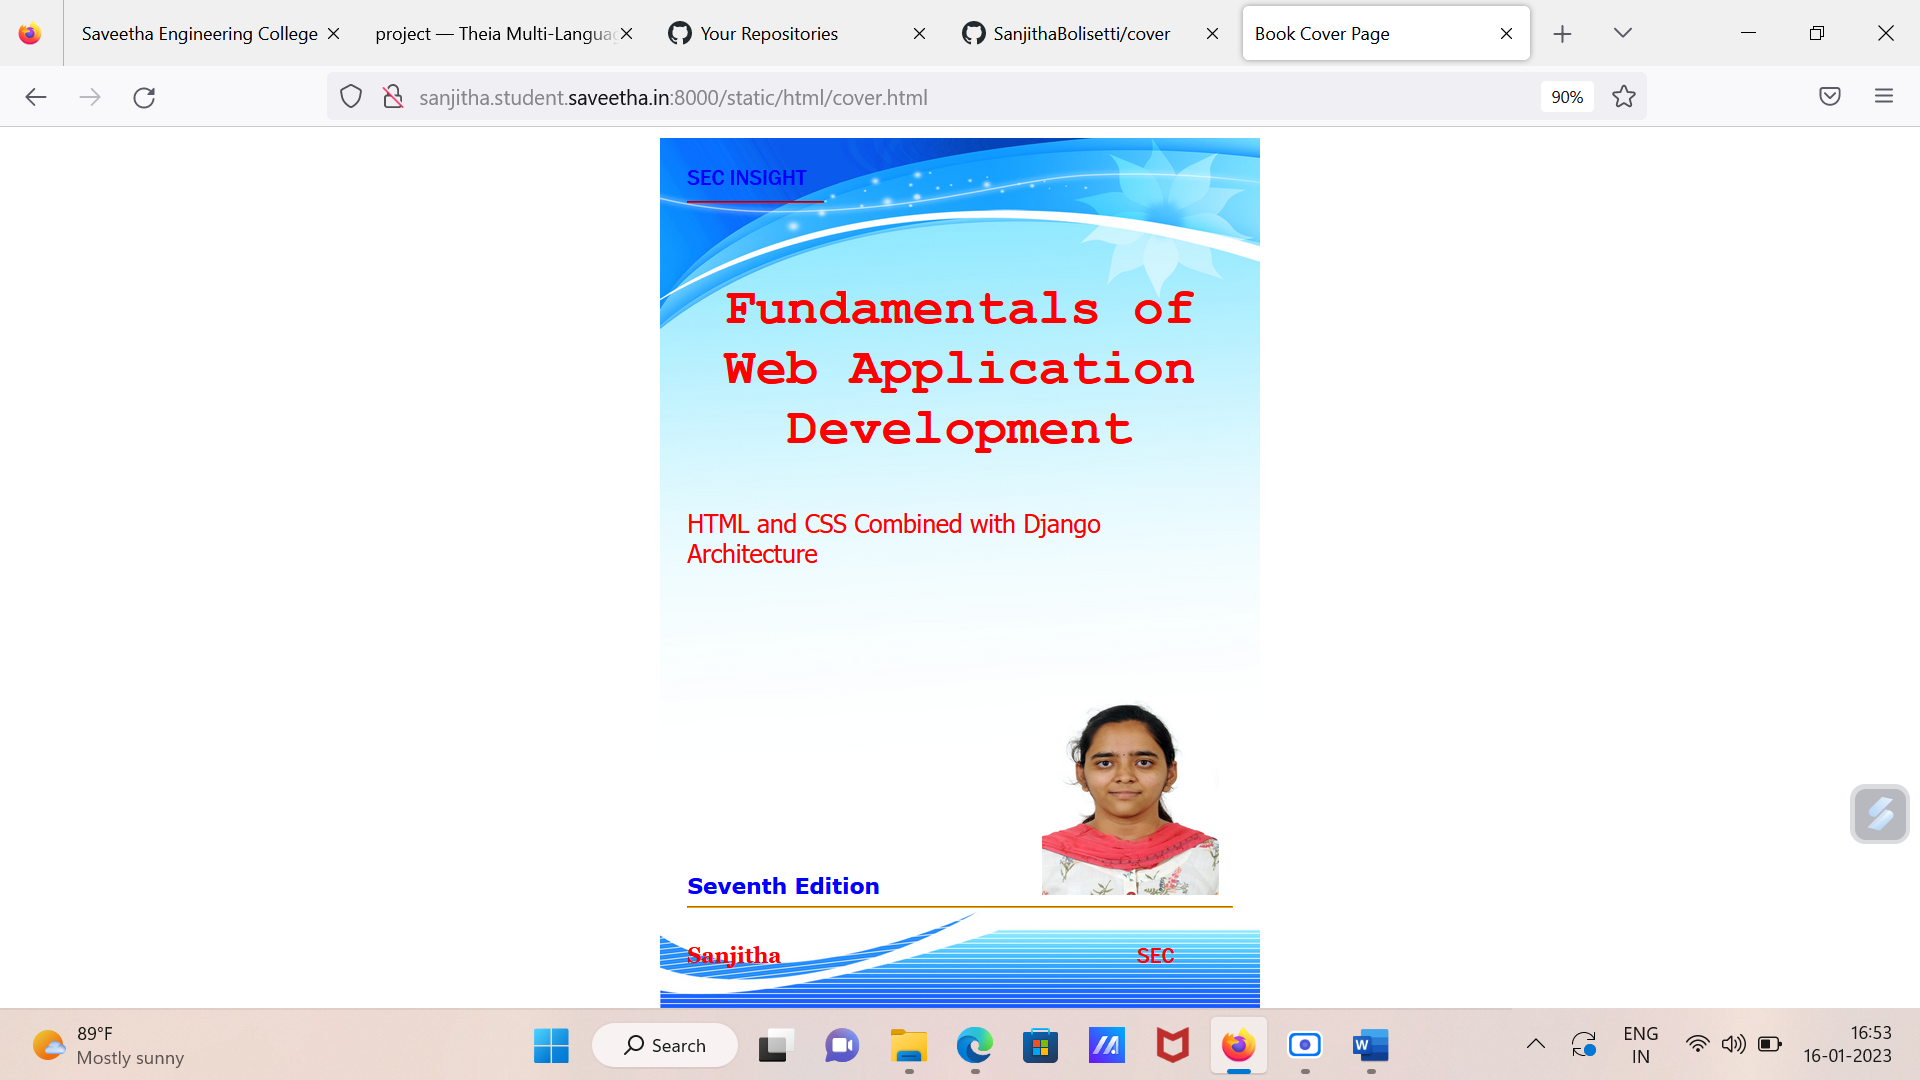 Saveetha Engineering College
project — Theia Multi-Langua
Your Repositories
SanjithaBolisetti/cover
Book Cover Page
sanjitha.student.saveetha.in:8000/static/html/cover.html
90%
SEC INSIGHT
Fundamentals of
Web Application
Development
HTML and CSS Combined with Django
Architecture
Seventh Edition
Sanjitha
SEC
89°F
Mostly sunny
Search
W
ENG
IN
16:53
16-01-2023